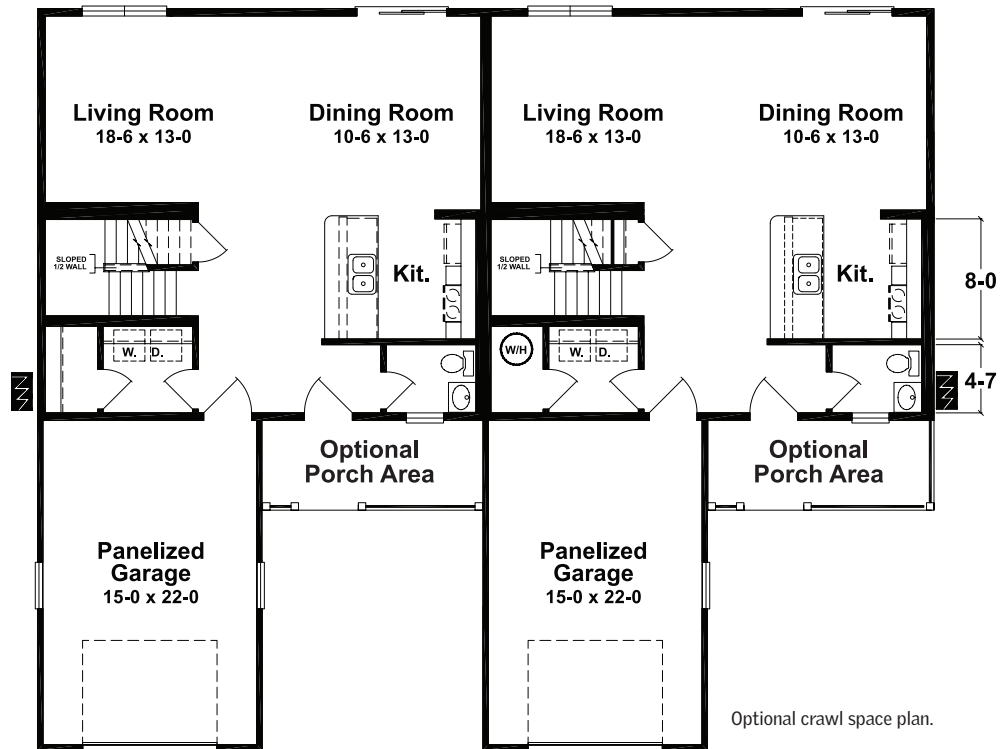 Living Room
18-6 x 13-0
Dining Room
10-6 x 13-0
Living Room
18-6 x 13-0
Dining Room
10-6 x 13-0
SLOPED
1/2 WALL
Kit.
SLOPED
1/2 WALL
Kit.
8-0
W. D.
W/H
W. D.
4-7
Optional
Porch Area
Optional
Porch Area
Panelized
Garage
15-0 x 22-0
Panelized
Garage
15-0 x 22-0
Optional crawl space plan.